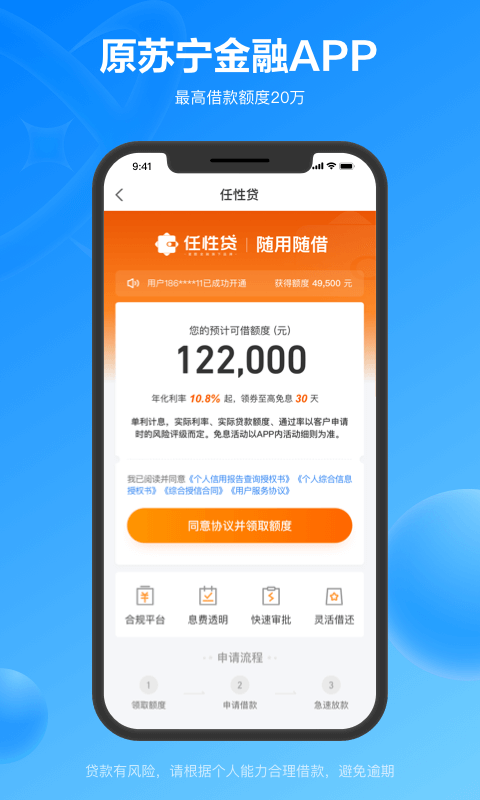 原苏宁金融APP
最高借款额度20万
9:41
任性贷
任性贷 随用随借
用户186****11已成功开通 获得额度 49,500 元
您的预计可借额度 (元)
122,000
年化利率 10.8% 起，领券至高免息 30 天
单利计息。实际利率、实际贷款额度、通过率以客户申请
时的风险评级而定。免息活动以APP内活动细则为准。
我已阅读并同意《个人信用报告查询授权书》《个人综合信息
授权书》《综合授信合同》《用户服务协议》
同意协议并领取额度
合规平台 息费透明 快速审批 灵活借还
申请流程
1 2 3
领取额度 申请借款 急速放款
贷款有风险，请根据个人能力合理借款，避免逾期